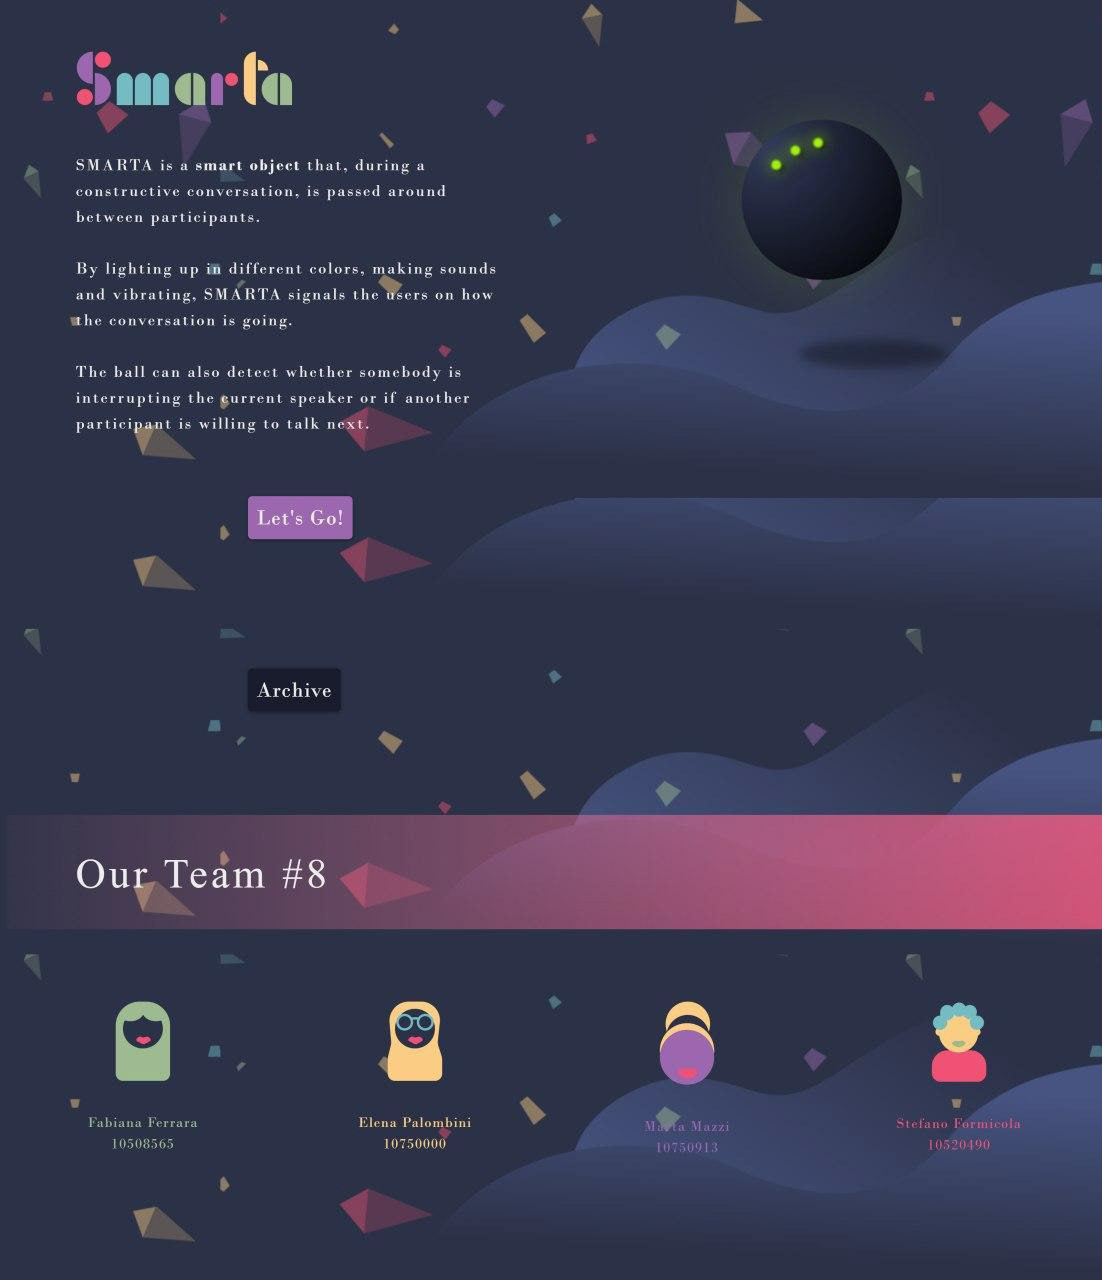 Smarta
SMARTA is a smart object that, during a
constructive conversation, is passed around
between participants.
By lighting up in different colors, making sounds
and vibrating, SMARTA signals the users on how
the conversation is going.
The ball can also detect whether somebody is
interrupting the current speaker or if another
participant is willing to talk next.
Let's Go!
Archive
Our Team #8
Fabiana Ferrara
10508565
Elena Palombini
10750000
Marta Mazzi
10750913
Stefano Formicola
10520490